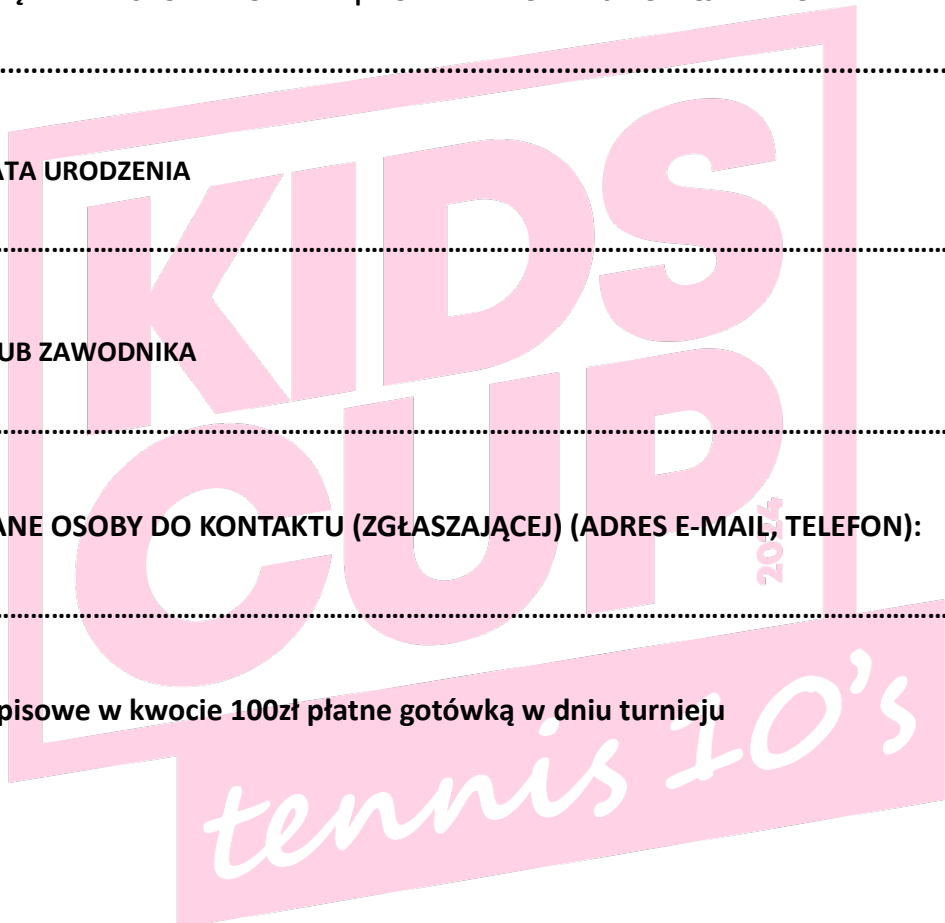 ATA URODZENIA
UB ZAWODNIKA
ANE OSOBY DO KONTAKTU (ZGŁASZAJĄCEJ) (ADRES E-MAIL, TELEFON):
pisowe w kwocie 100zł płatne gotówką w dniu turnieju
KIDS
CUP
2024
tennis 10's